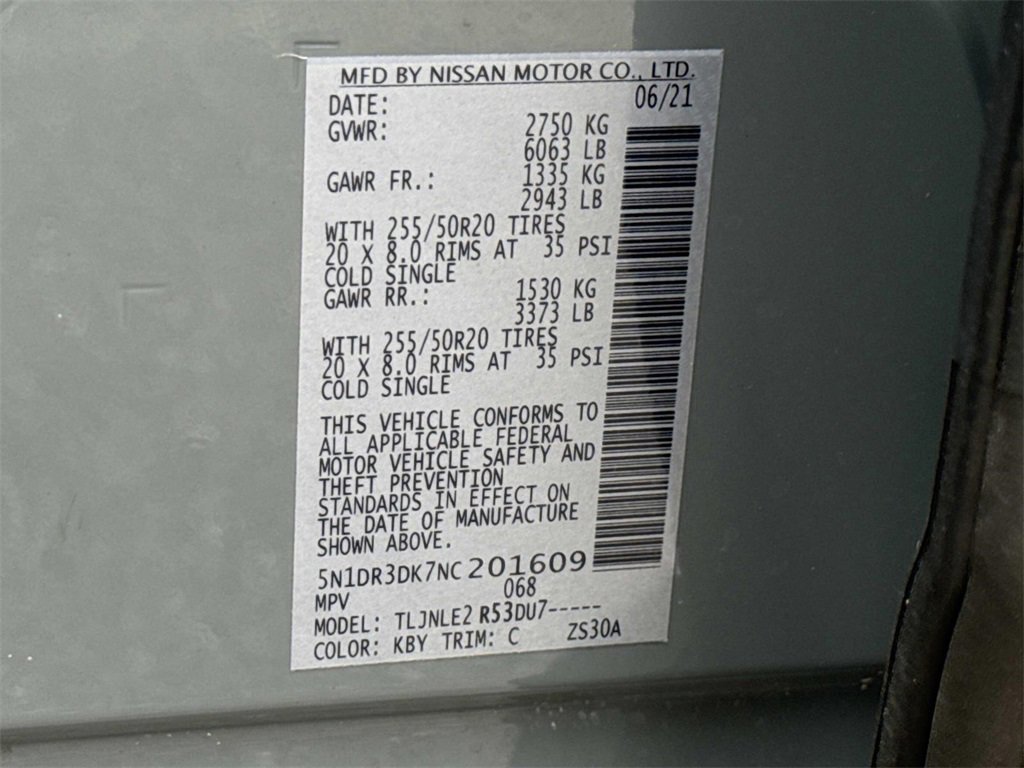 MFD BY NISSAN MOTOR CO., LTD.
DATE: 06/21
GVWR: 2750 KG
6063 LB
GAWR FR.: 1335 KG
2943 LB
WITH 255/50R20 TIRES
20 X 8.0 RIMS AT 35 PSI
COLD SINGLE
GAWR RR.: 1530 KG
3373 LB
WITH 255/50R20 TIRES
20 X 8.0 RIMS AT 35 PSI
COLD SINGLE
THIS VEHICLE CONFORMS TO
ALL APPLICABLE FEDERAL
MOTOR VEHICLE SAFETY AND
THEFT PREVENTION
STANDARDS IN EFFECT ON
THE DATE OF MANUFACTURE
SHOWN ABOVE.
5N1DR3DK7NC201609
MPV 068
MODEL: TLJNLE2 R53DU7-----
COLOR: KBY TRIM: C ZS30A